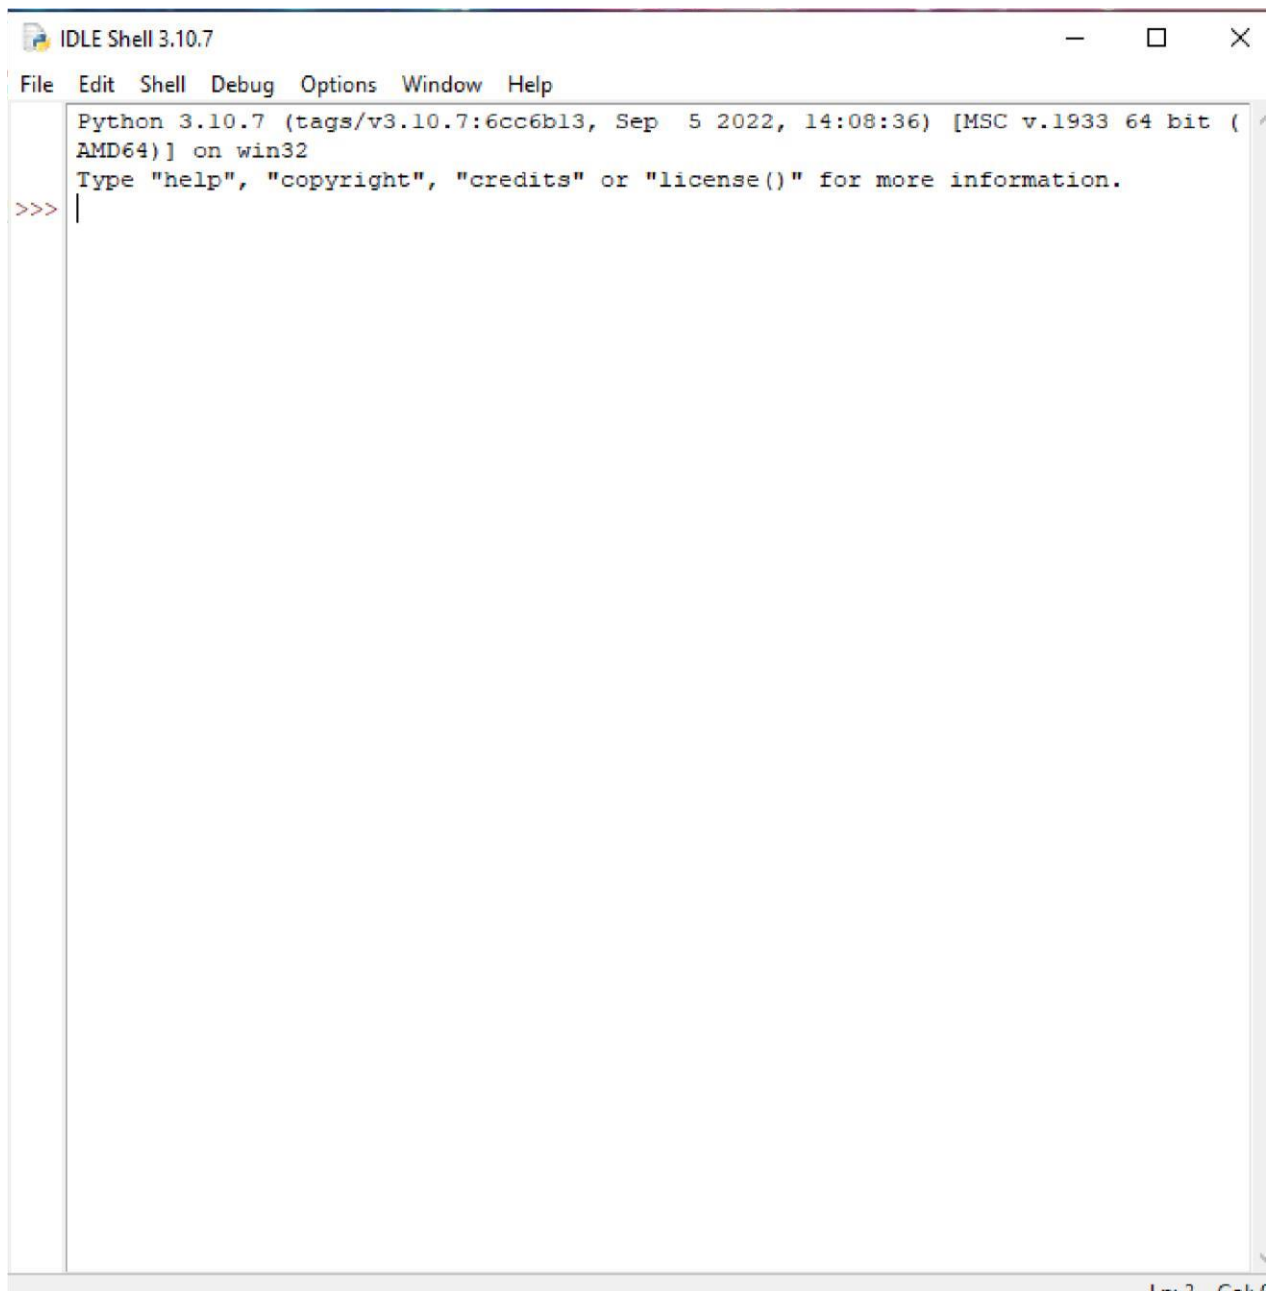 IDLE Shell 3.10.7
File Edit Shell Debug Options Window Help
Python 3.10.7 (tags/v3.10.7:6cc6b13, Sep  5 2022, 14:08:36) [MSC v.1933 64 bit (
AMD64)] on win32
Type "help", "copyright", "credits" or "license()" for more information.
>>>